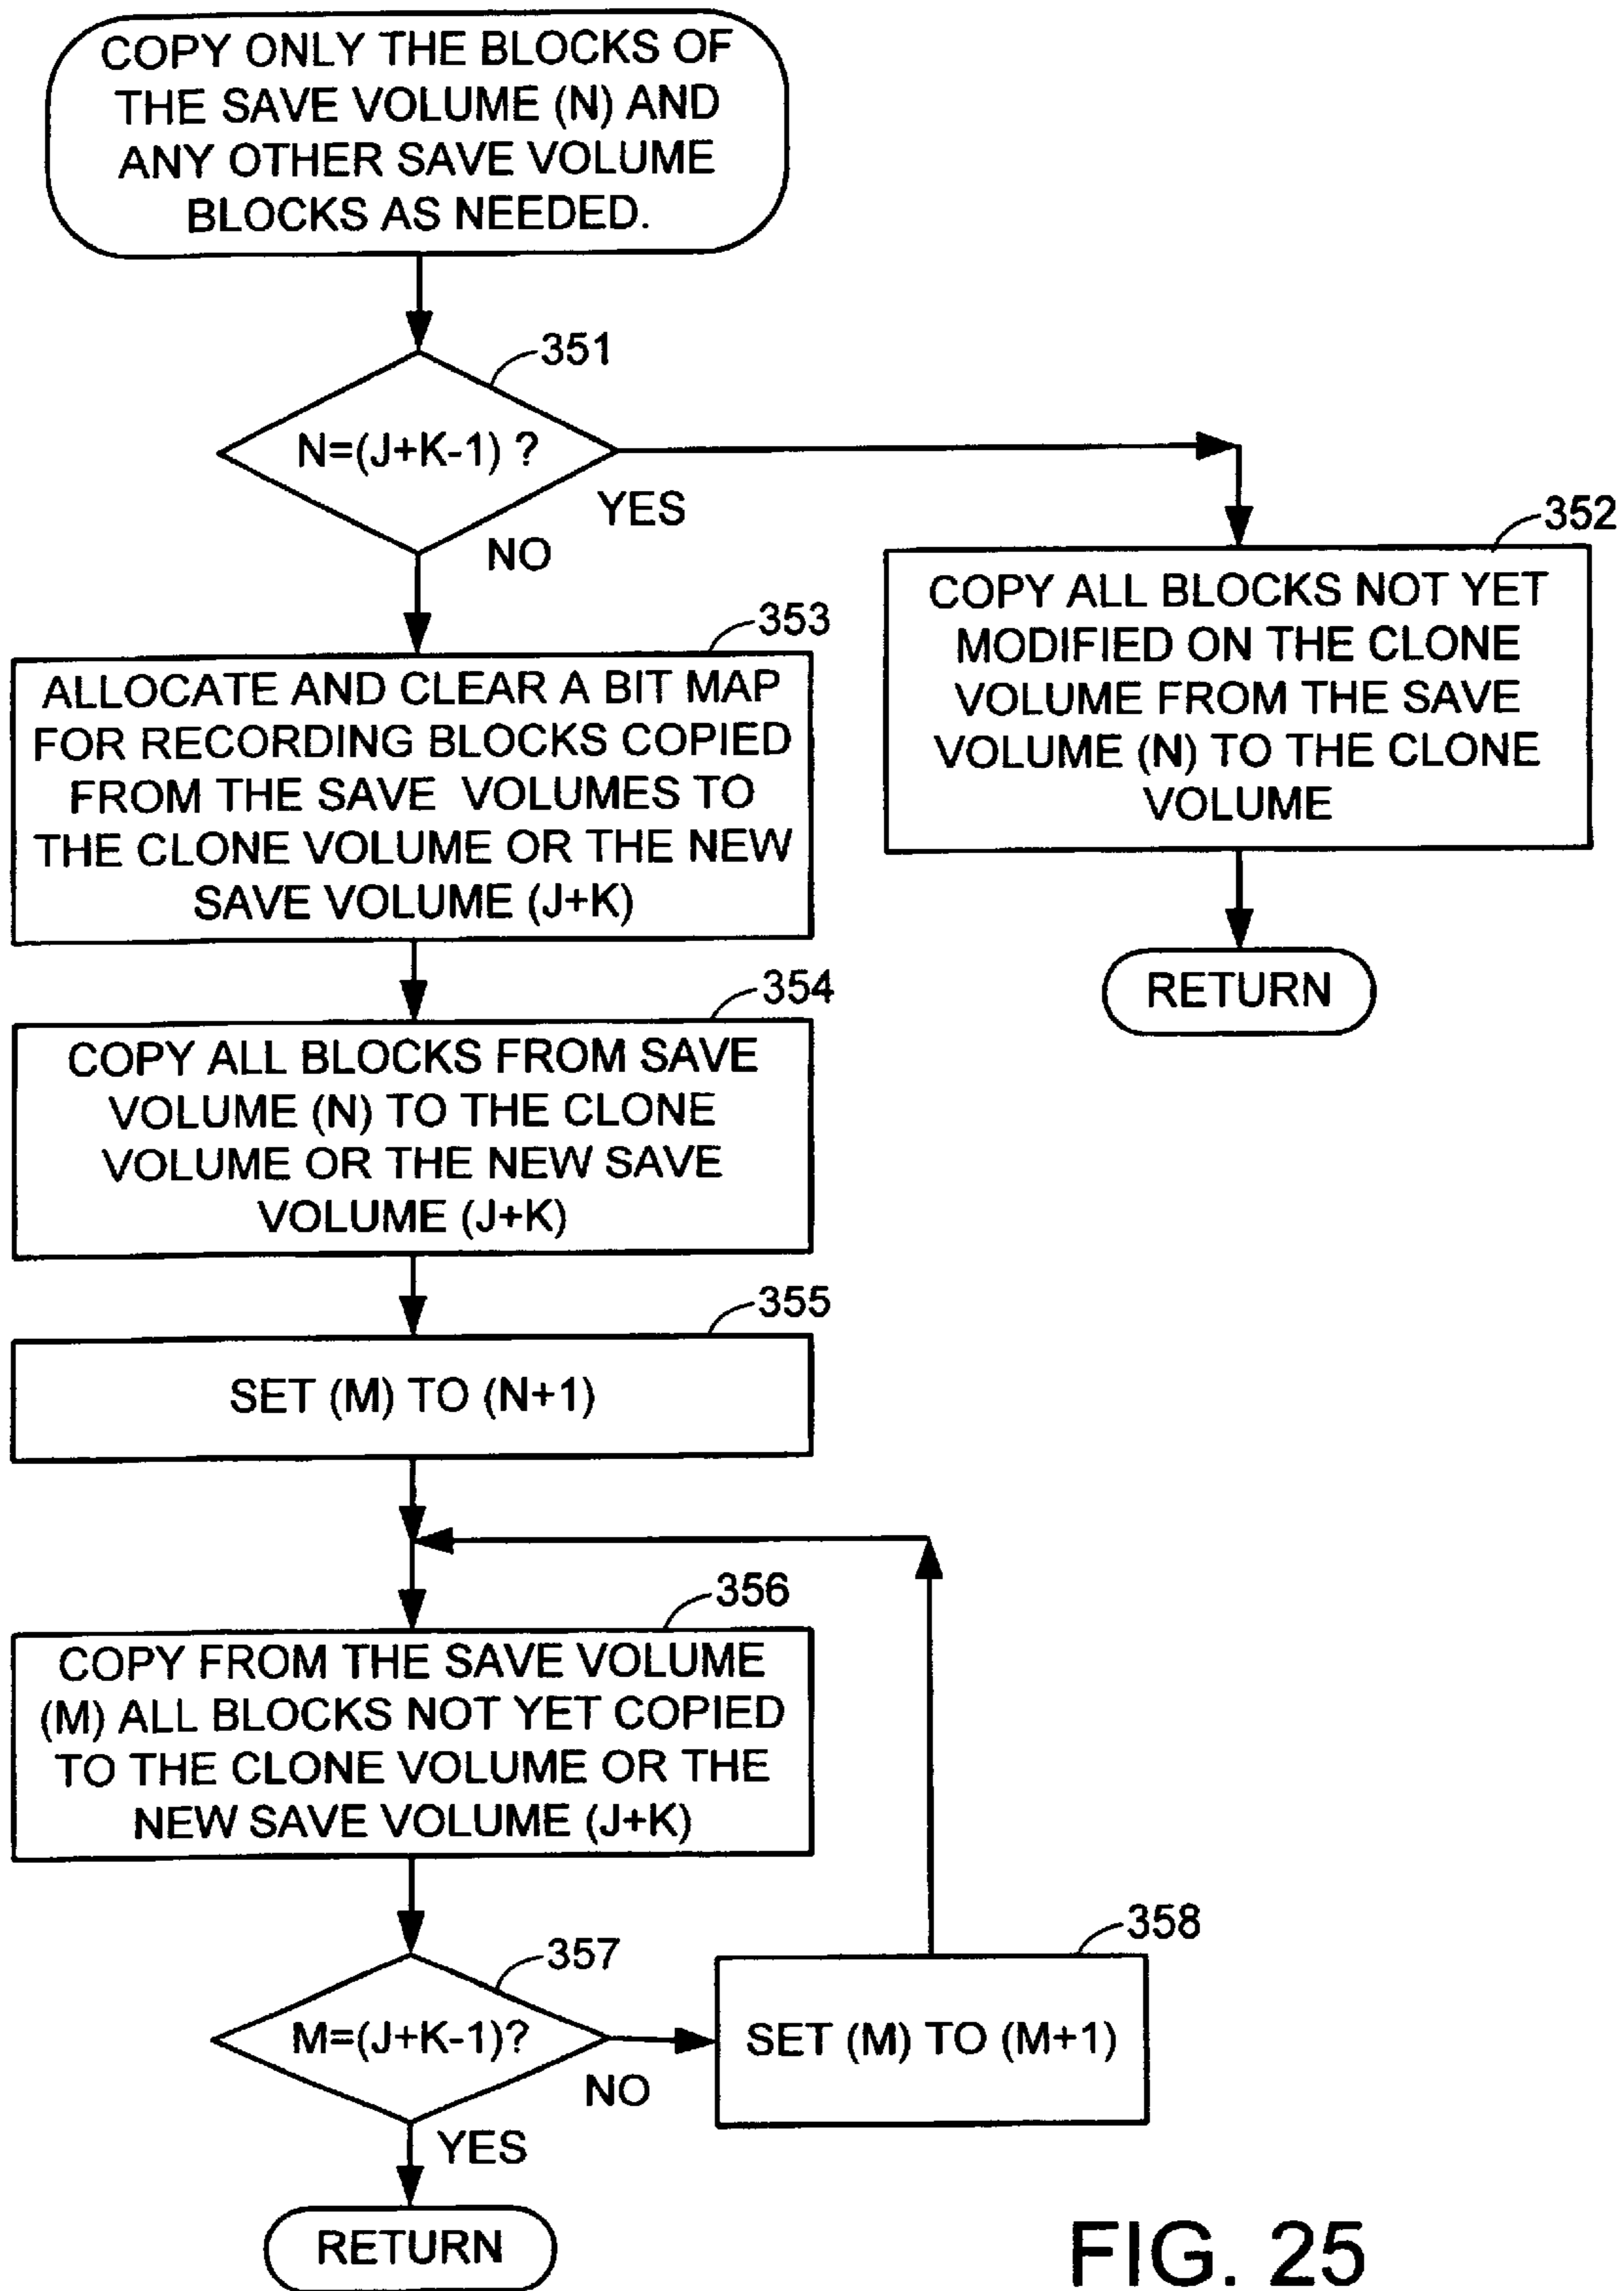 COPY ONLY THE BLOCKS OF
THE SAVE VOLUME (N) AND
ANY OTHER SAVE VOLUME
BLOCKS AS NEEDED.
351
N=(J+K-1) ?
YES
NO
352
COPY ALL BLOCKS NOT YET
MODIFIED ON THE CLONE
VOLUME FROM THE SAVE
VOLUME (N) TO THE CLONE
VOLUME
RETURN
353
ALLOCATE AND CLEAR A BIT MAP
FOR RECORDING BLOCKS COPIED
FROM THE SAVE VOLUMES TO
THE CLONE VOLUME OR THE NEW
SAVE VOLUME (J+K)
354
COPY ALL BLOCKS FROM SAVE
VOLUME (N) TO THE CLONE
VOLUME OR THE NEW SAVE
VOLUME (J+K)
355
SET (M) TO (N+1)
356
COPY FROM THE SAVE VOLUME
(M) ALL BLOCKS NOT YET COPIED
TO THE CLONE VOLUME OR THE
NEW SAVE VOLUME (J+K)
357
M=(J+K-1)?
NO
YES
358
SET (M) TO (M+1)
RETURN
FIG. 25